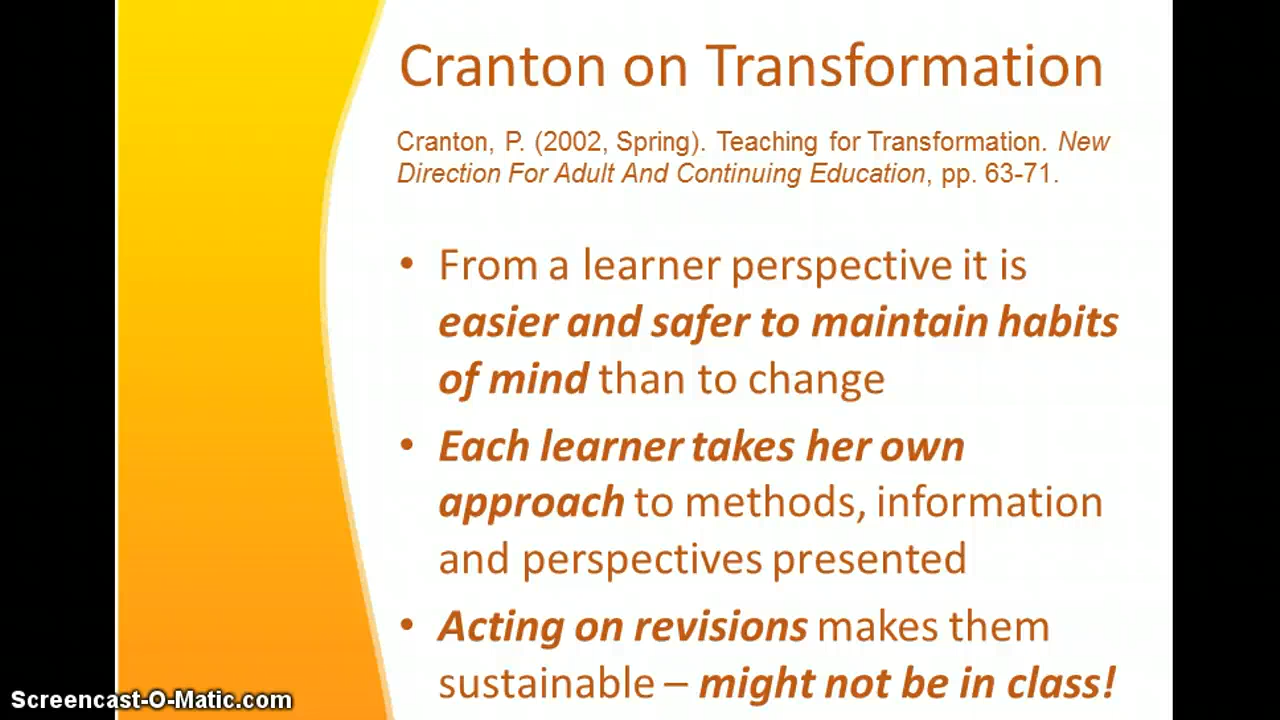 Cranton on Transformation
Cranton, P. (2002, Spring). Teaching for Transformation. New
Direction For Adult And Continuing Education, pp. 63-71.
• From a learner perspective it is
easier and safer to maintain habits
of mind than to change
• Each learner takes her own
approach to methods, information
and perspectives presented
• Acting on revisions makes them
sustainable – might not be in class!
Screencast-O-Matic.com